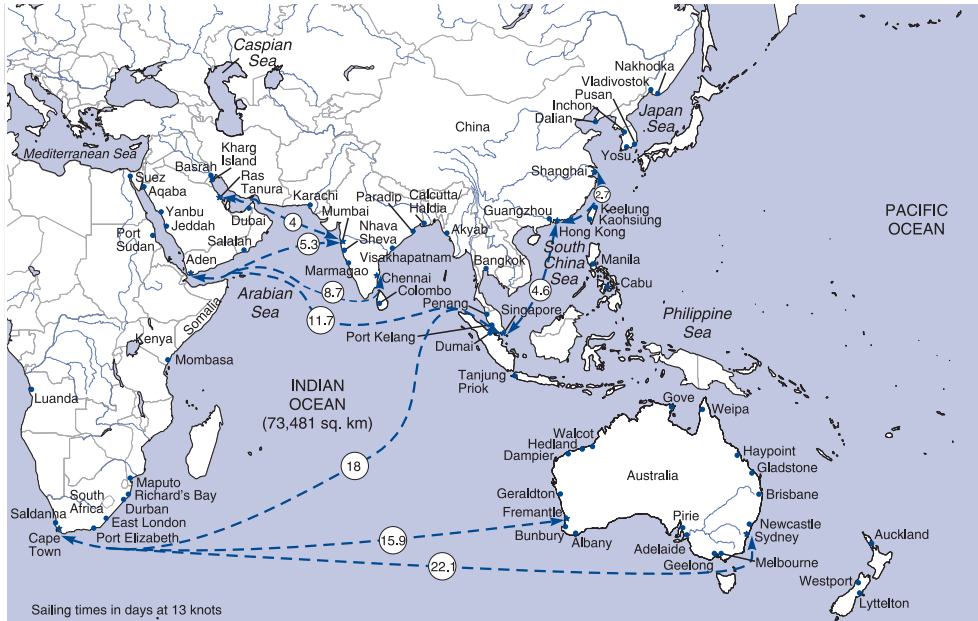 Caspian
Sea
Nakhodka
Vladivostok
Pusan
Inchon
Dalian
Japan
Sea
China
Yosu
Mediterranean Sea
Kharg
Island
Basrah
Ras
Tanura
Suez
Aqaba
Shanghai
2.7
Karachi
Paradip
Calcutta
Haldia
Yanbu
Jeddah
Dubai
4
Mumbai
Nhava
Sheva
Akyab
Guangzhou
Keelung
Kaohsiung
Hong Kong
PACIFIC
OCEAN
Port
Sudan
Salalah
5.3
Visakhapatnam
Aden
Marmagao
Chennai
Colombo
Bangkok
South
China
Sea
Manila
Cabu
Arabian
Sea
8.7
11.7
4.6
Penang
Singapore
Port Kelang
Dumai
Philippine
Sea
Somalia
Kenya
Mombasa
Tanjung
Priok
Luanda
INDIAN
OCEAN
(73,481 sq. km)
Gove
Weipa
Walcot
Hedland
Dampier
Haypoint
Gladstone
18
Australia
Maputo
Richard's Bay
Durban
East London
Port Elizabeth
South
Africa
Saldanna
Cape
Town
Geraldton
Fremantle
Bunbury
Albany
Brisbane
Pirie
Newcastle
Sydney
Adelaide
Geelong
Melbourne
15.9
22.1
Auckland
Westport
Lyttelton
Sailing times in days at 13 knots